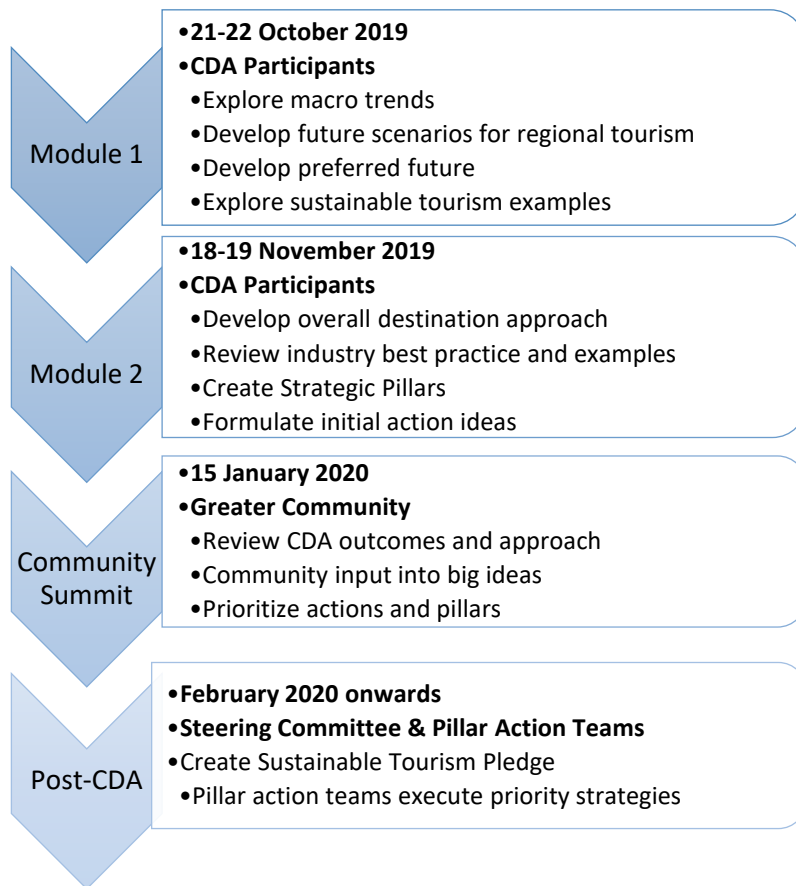 Module 1
•21-22 October 2019
•CDA Participants
•Explore macro trends
•Develop future scenarios for regional tourism
•Develop preferred future
•Explore sustainable tourism examples
Module 2
•18-19 November 2019
•CDA Participants
•Develop overall destination approach
•Review industry best practice and examples
•Create Strategic Pillars
•Formulate initial action ideas
Community
Summit
•15 January 2020
•Greater Community
•Review CDA outcomes and approach
•Community input into big ideas
•Prioritize actions and pillars
Post-CDA
•February 2020 onwards
•Steering Committee & Pillar Action Teams
•Create Sustainable Tourism Pledge
•Pillar action teams execute priority strategies